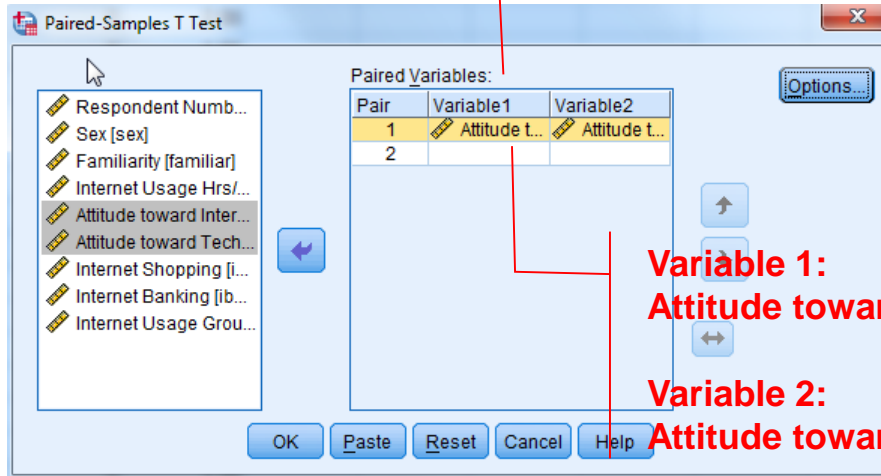 Paired-Samples T Test
Paired Variables:
Options...
Respondent Numb...
Sex [sex]
Familiarity [familiar]
Internet Usage Hrs/...
Attitude toward Inter...
Attitude toward Tech...
Internet Shopping [i...
Internet Banking [ib...
Internet Usage Grou...
Pair Variable1 Variable2
1 Attitude t... Attitude t...
2
Variable 1:
Attitude towar
Variable 2:
Attitude towar
OK Paste Reset Cancel Help